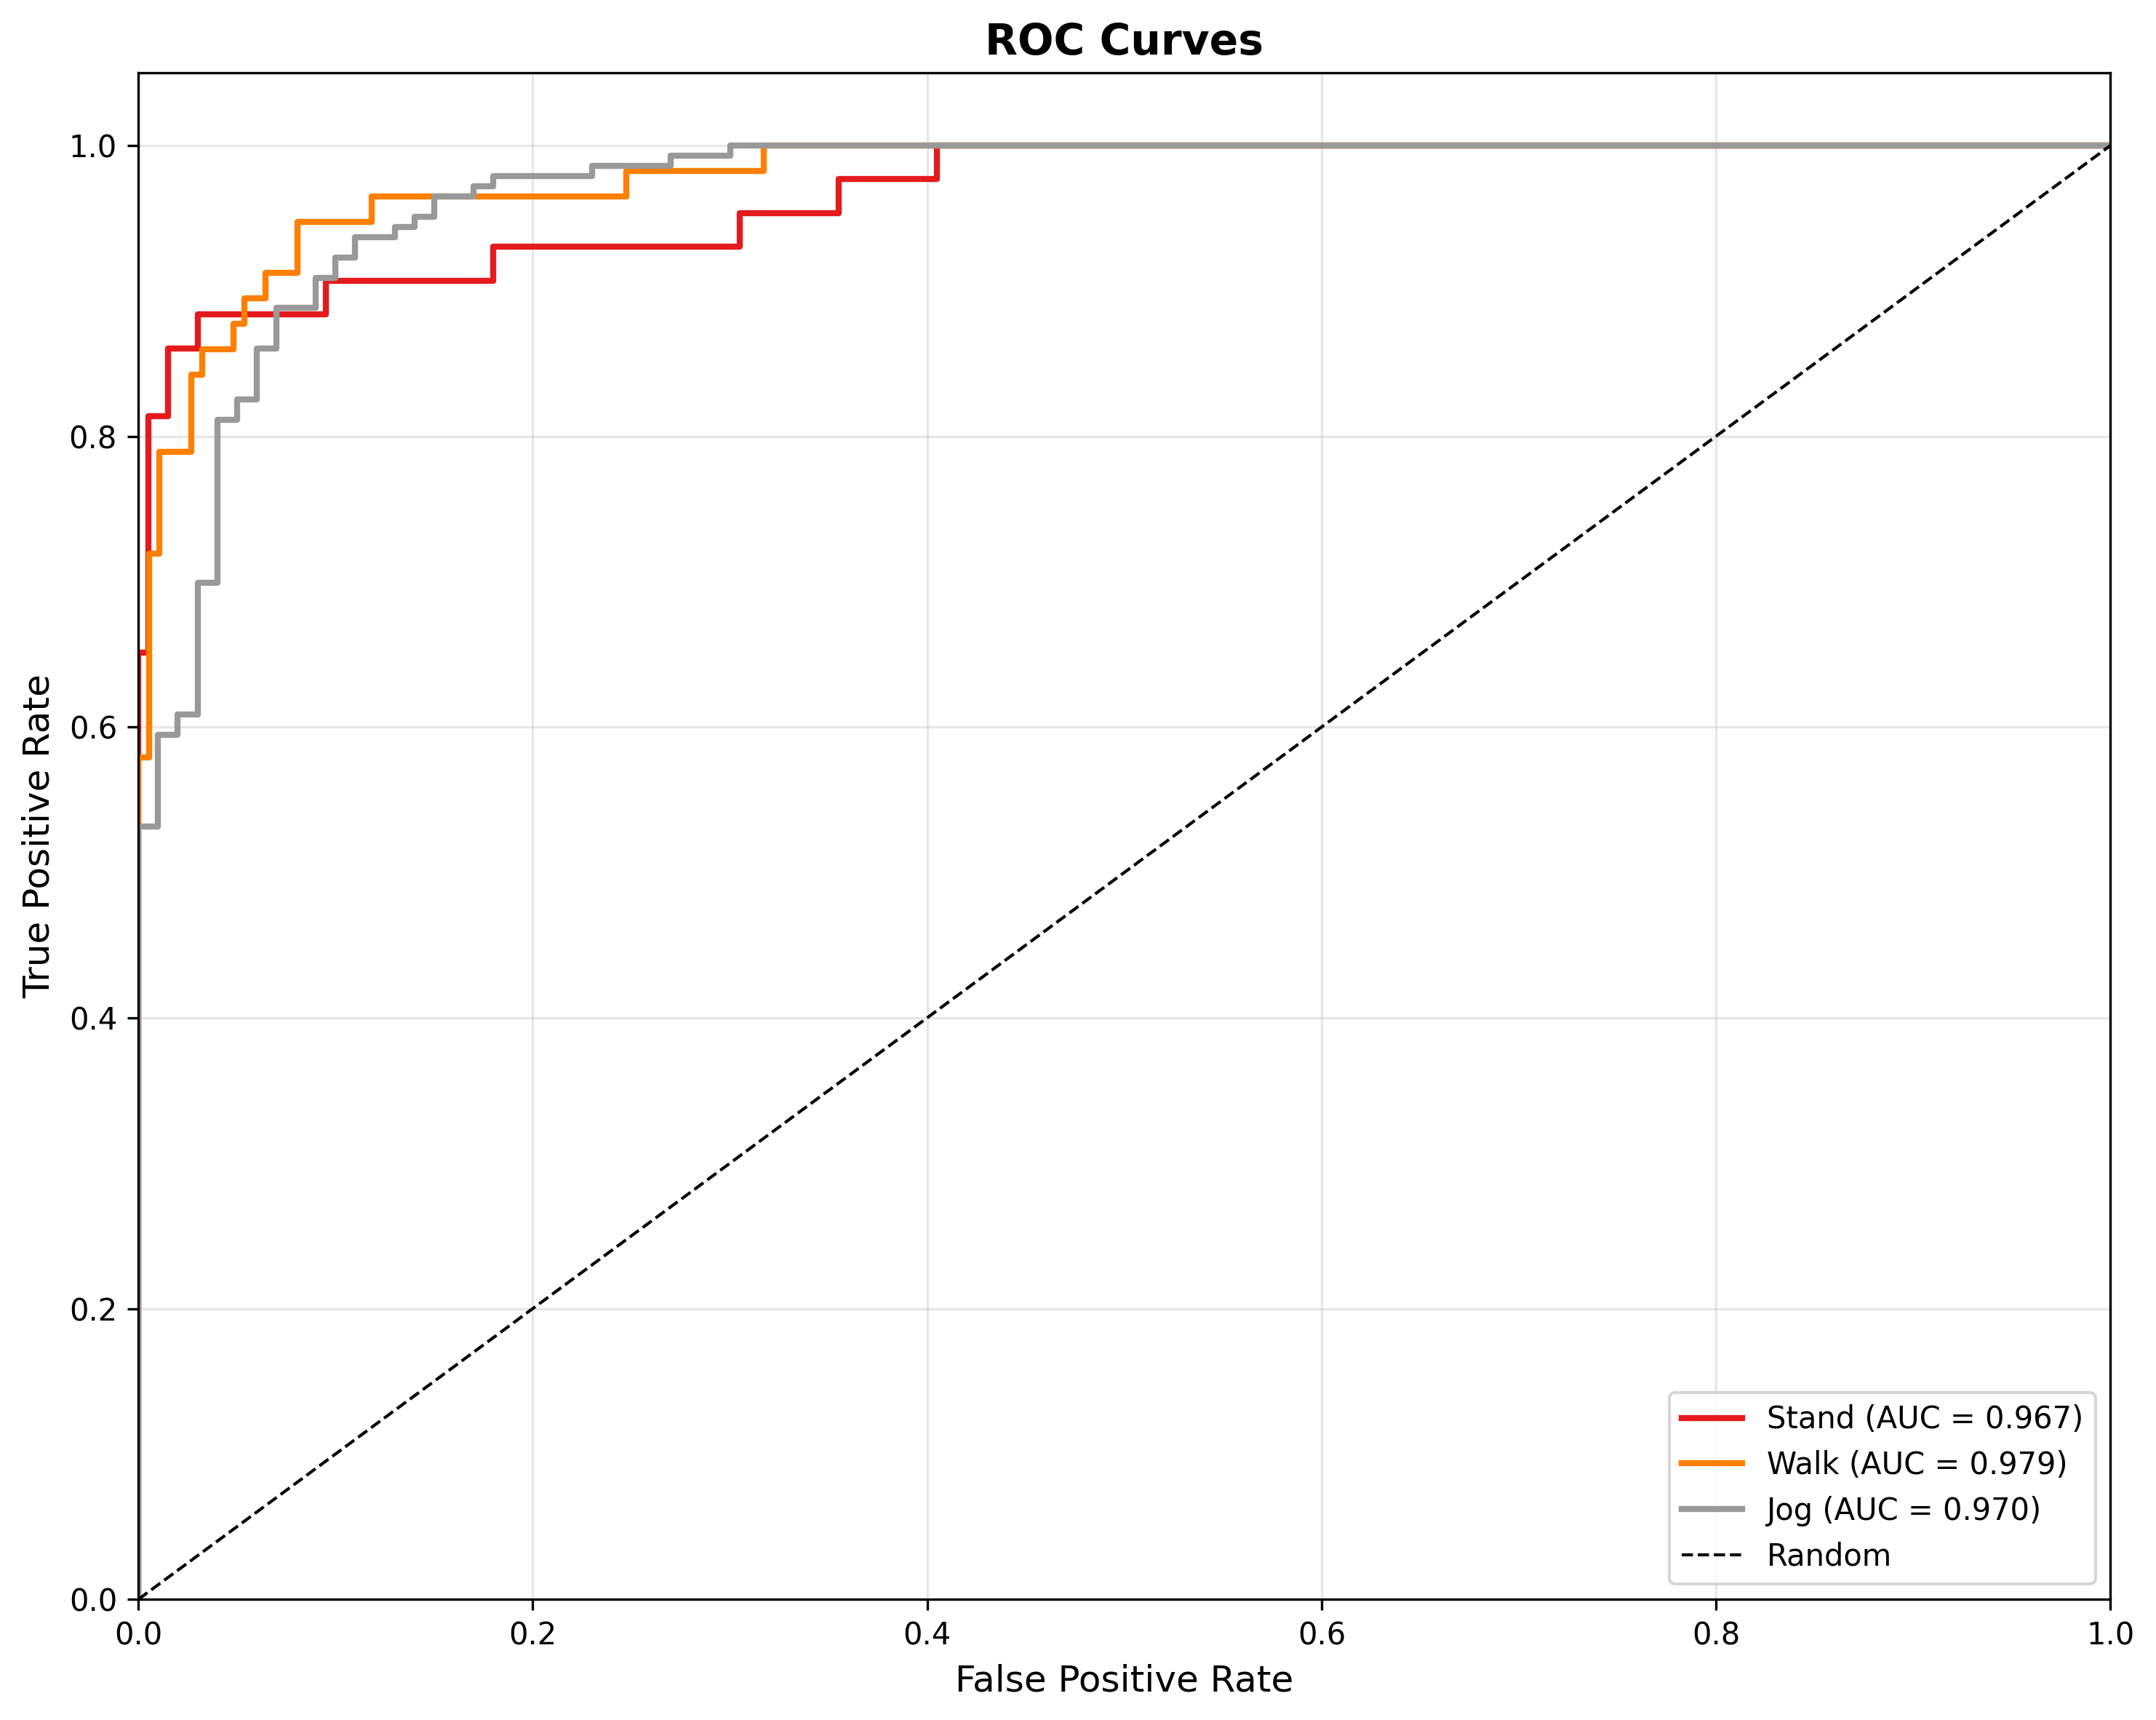 ROC Curves
True Positive Rate
1.0
0.8
0.6
0.4
0.2
0.0
0.0 0.2 0.4 0.6 0.8 1.0
False Positive Rate
Stand (AUC = 0.967)
Walk (AUC = 0.979)
Jog (AUC = 0.970)
Random